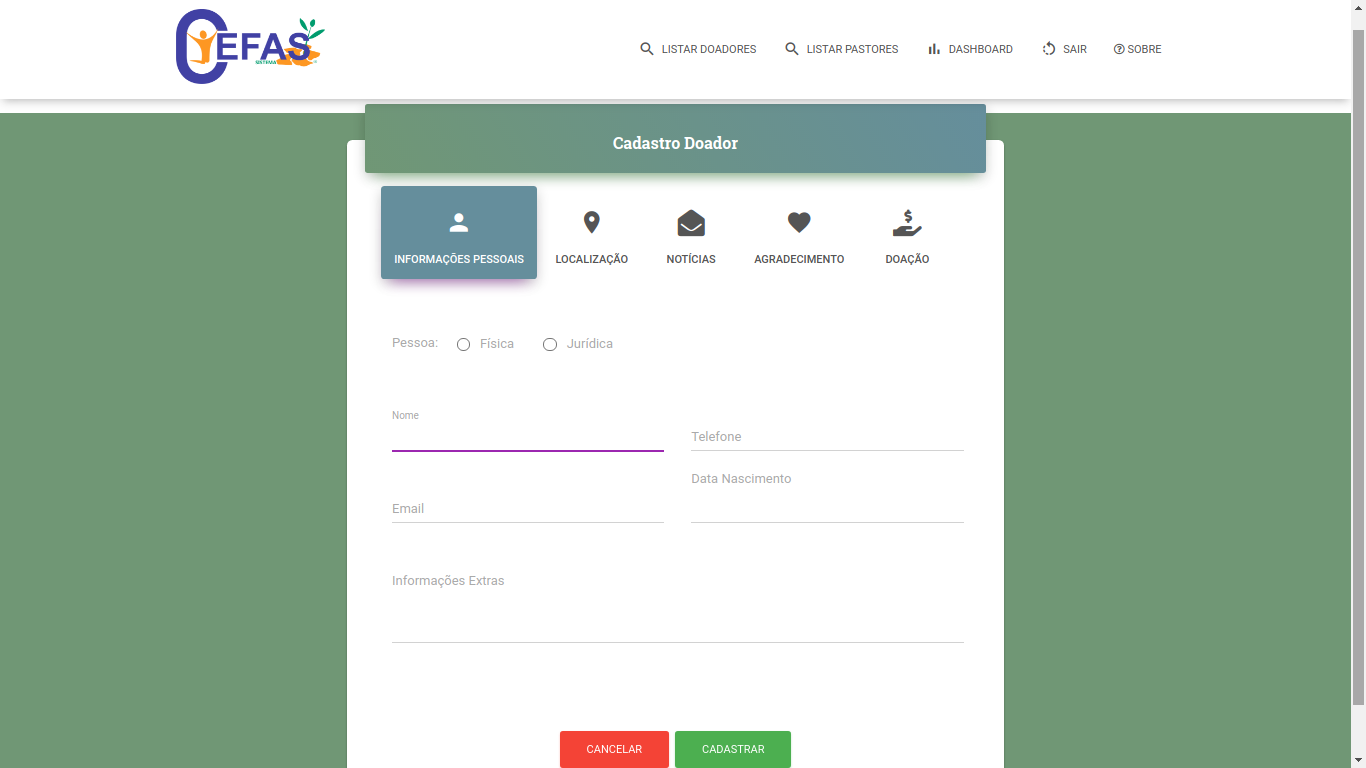 CEFAS
LISTAR DOADORES
LISTAR PASTORES
DASHBOARD
SAIR
SOBRE
Cadastro Doador
INFORMAÇÕES PESSOAIS
LOCALIZAÇÃO
NOTÍCIAS
AGRADECIMENTO
DOAÇÃO
Pessoa:
Física
Jurídica
Nome
Telefone
Data Nascimento
Email
Informações Extras
CANCELAR
CADASTRAR